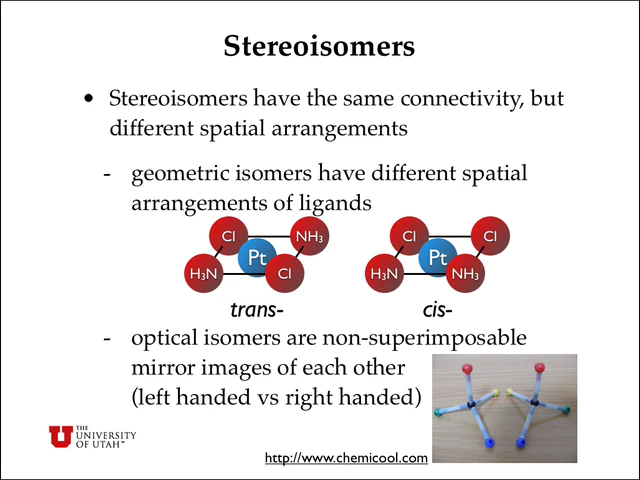 Stereoisomers
• Stereoisomers have the same connectivity, but
different spatial arrangements
- geometric isomers have different spatial
arrangements of ligands
Cl NH₃ Cl Cl
Pt Pt
H₃N Cl H₃N NH₃
trans- cis-
- optical isomers are non-superimposable
mirror images of each other
(left handed vs right handed)
U THE
UNIVERSITY
OF UTAH™
http://www.chemicool.com